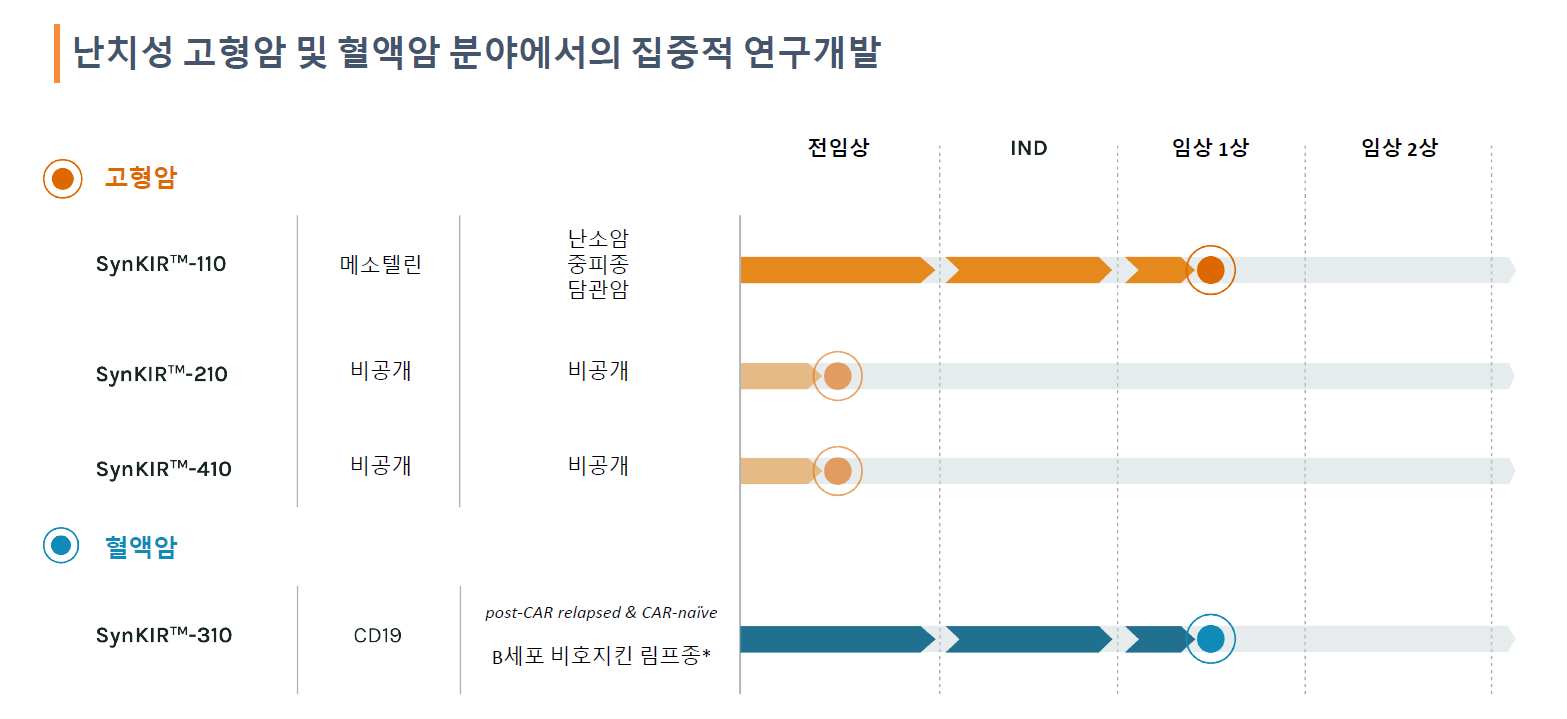 난치성 고형암 및 혈액암 분야에서의 집중적 연구개발
전임상
IND
임상 1상
임상 2상
고형암
SynKIR™-110
메소텔린
난소암
중피종
담관암
SynKIR™-210
비공개
비공개
SynKIR™-410
비공개
비공개
혈액암
SynKIR™-310
CD19
post-CAR relapsed & CAR-naïve
B세포 비호지킨 림프종*